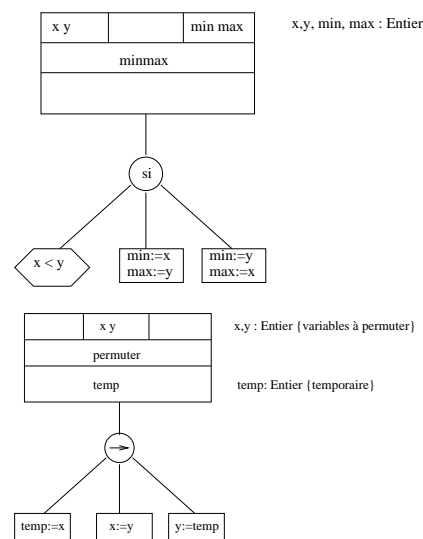 x y min max x,y, min, max : Entier
minmax
si
x < y min:=x min:=y
max:=y max:=x
x y x,y : Entier {variables à permuter}
permuter
temp temp: Entier {temporaire}
→
temp:=x x:=y y:=temp